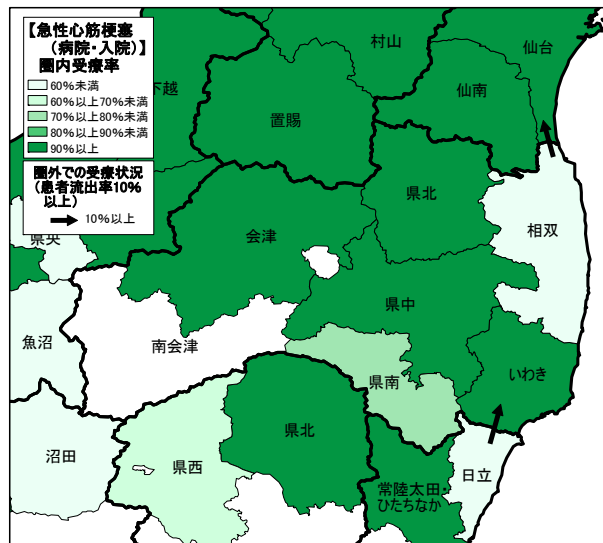 【急性心筋梗塞
(病院・入院)】
圏内受療率
60%未満
60%以上70%未満
70%以上80%未満
80%以上90%未満
90%以上
圏外での受療状況
(患者流出率10%
以上)
10%以上
村山
仙台
下越
置賜
仙南
県北
県央
会津
相双
県中
魚沼
南会津
県南
いわき
沼田
県西
県北
常陸太田・
ひたちなか
日立